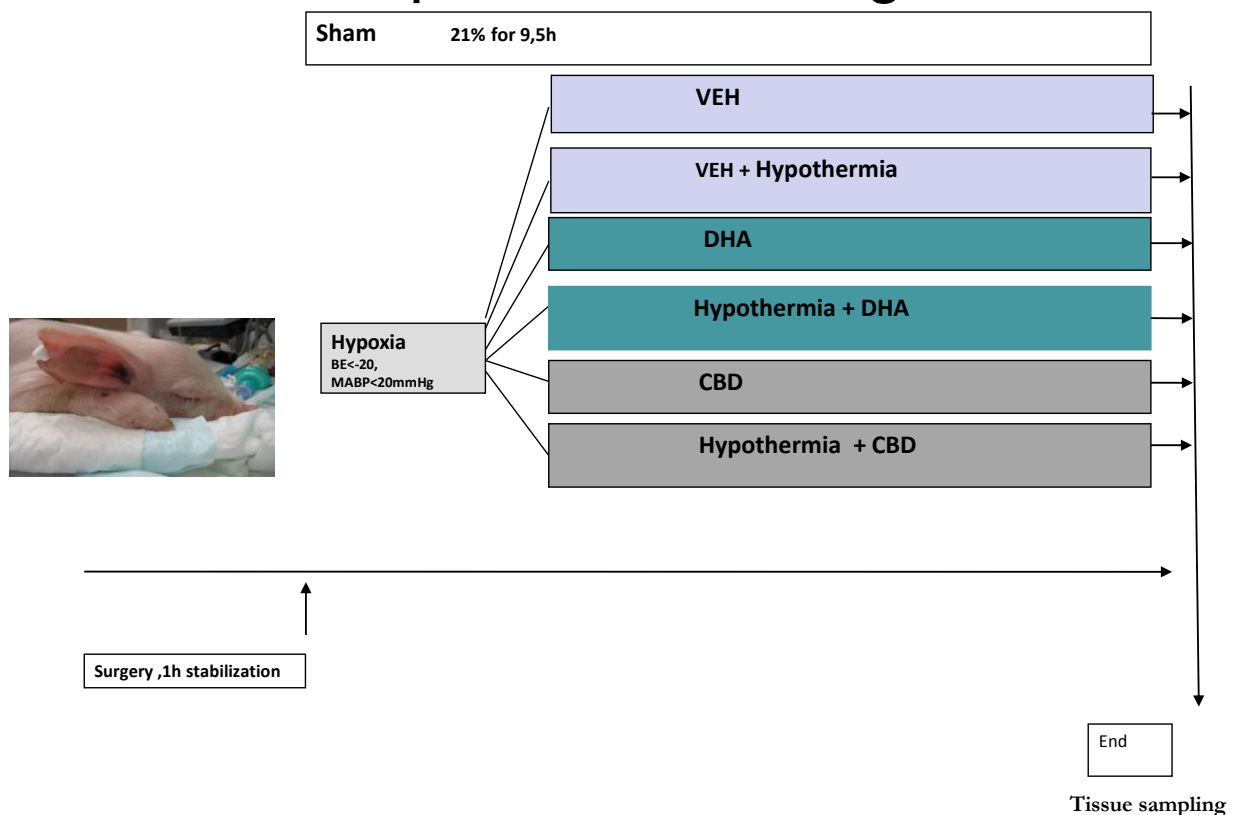 Sham 21% for 9,5h
VEH
VEH + Hypothermia
DHA
Hypothermia + DHA
Hypoxia
BE<-20,
MABP<20mmHg
CBD
Hypothermia + CBD
Surgery ,1h stabilization
End
Tissue sampling